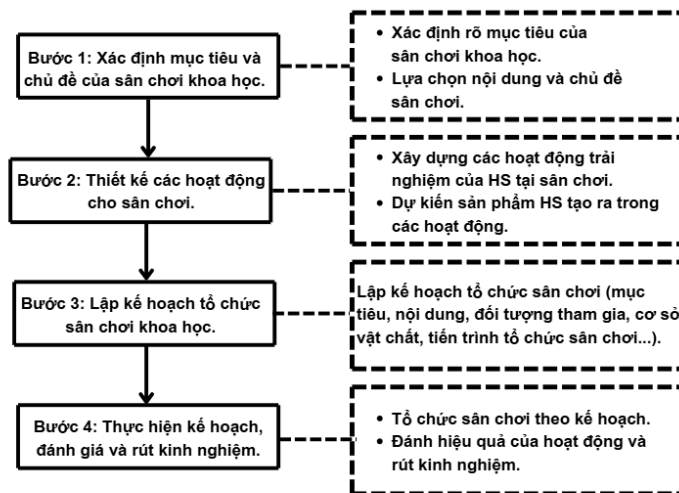 Bước 1: Xác định mục tiêu và
chủ đề của sân chơi khoa học.
• Xác định rõ mục tiêu của
sân chơi khoa học.
• Lựa chọn nội dung và chủ đề
sân chơi.
Bước 2: Thiết kế các hoạt động
cho sân chơi.
• Xây dựng các hoạt động trải
nghiệm của HS tại sân chơi.
• Dự kiến sản phẩm HS tạo ra trong
các hoạt động.
Bước 3: Lập kế hoạch tổ chức
sân chơi khoa học.
Lập kế hoạch tổ chức sân chơi (mục
tiêu, nội dung, đối tượng tham gia, cơ sở
vật chất, tiến trình tổ chức sân chơi...).
Bước 4: Thực hiện kế hoạch,
đánh giá và rút kinh nghiệm.
• Tổ chức sân chơi theo kế hoạch.
• Đánh hiệu quả của hoạt động và
rút kinh nghiệm.